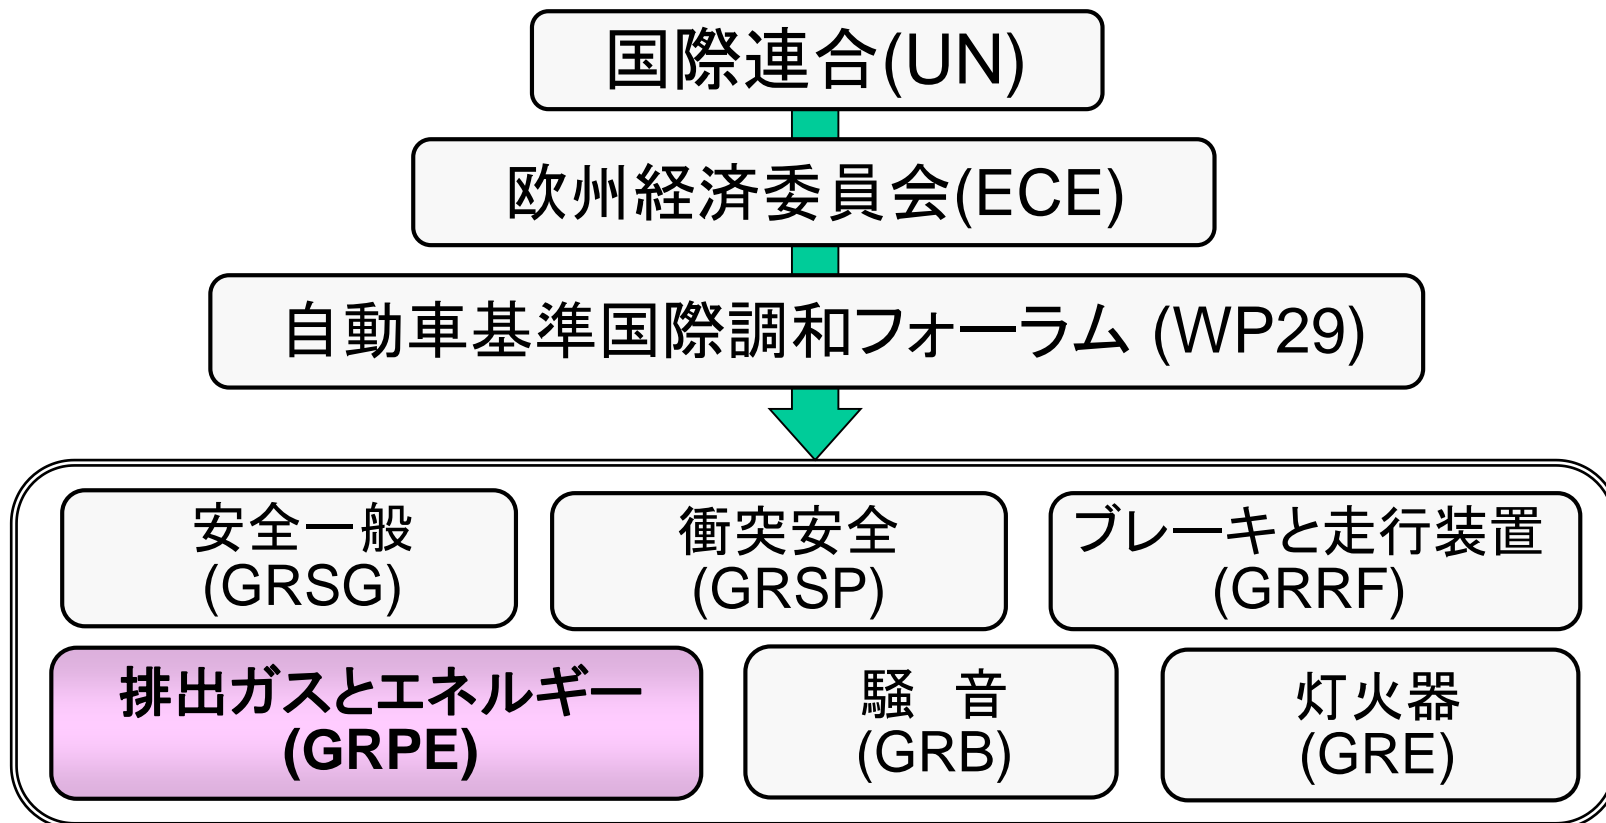 国際連合(UN)
欧州経済委員会(ECE)
自動車基準国際調和フォーラム (WP29)
安全一般
(GRSG)
衝突安全
(GRSP)
ブレーキと走行装置
(GRRF)
排出ガスとエネルギー
(GRPE)
騒　音
(GRB)
灯火器
(GRE)